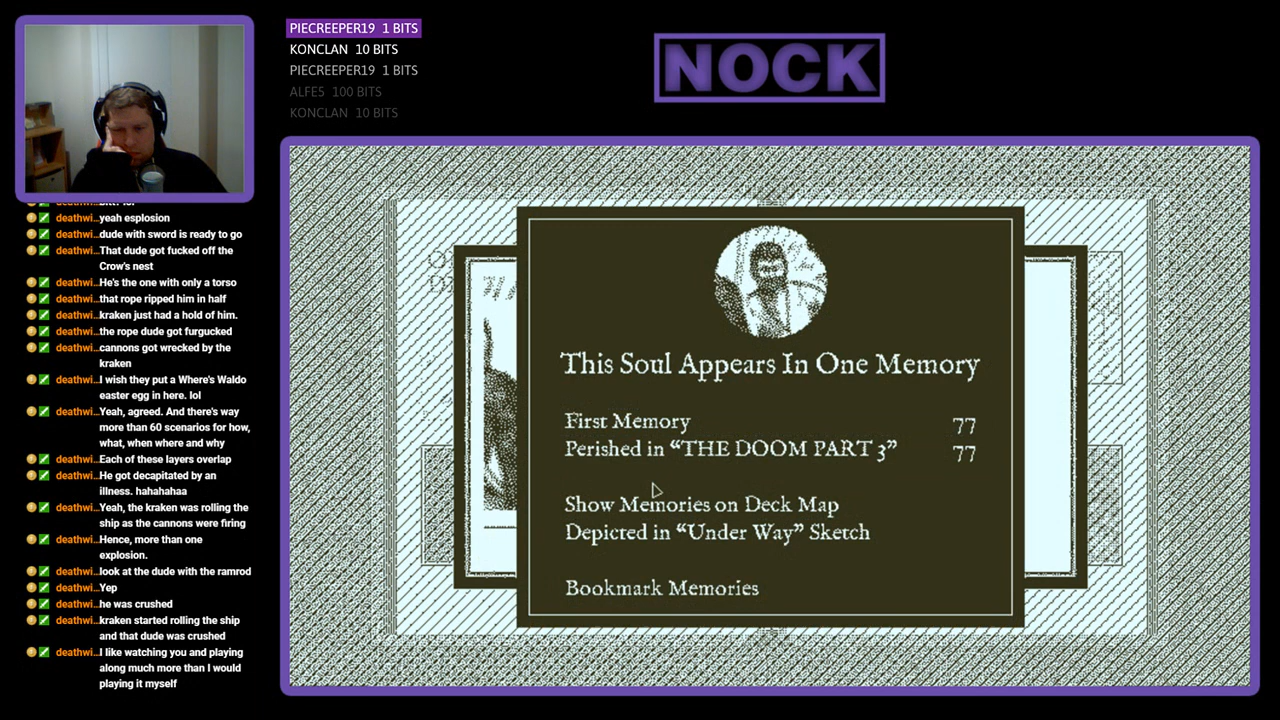 PIECREEPER19 1 BITS
KONCLAN 10 BITS
PIECREEPER19 1 BITS
ALFE5 100 BITS
KONCLAN 10 BITS
NOCK
deathwi...yeah esplosion
deathwi...dude with sword is ready to go
deathwi...That dude got fucked off the
Crow's nest
deathwi...He's the one with only a torso
deathwi...that rope ripped him in half
deathwi...kraken just had a hold of him.
deathwi...the rope dude got furgucked
deathwi...cannons got wrecked by the
kraken
deathwi...I wish they put a Where's Waldo
easter egg in here. lol
deathwi...Yeah, agreed. And there's way
more than 60 scenarios for how,
what, when where and why
deathwi...Each of these layers overlap
deathwi...He got decapitated by an
illness. hahahahaa
deathwi...Yeah, the kraken was rolling the
ship as the cannons were firing
deathwi...Hence, more than one
explosion.
deathwi...look at the dude with the ramrod
deathwi...Yep
deathwi...he was crushed
deathwi...kraken started rolling the ship
and that dude was crushed
deathwi...I like watching you and playing
along much more than I would
playing it myself
This Soul Appears In One Memory
First Memory 77
Perished in “THE DOOM PART 3” 77
Show Memories on Deck Map
Depicted in “Under Way” Sketch
Bookmark Memories